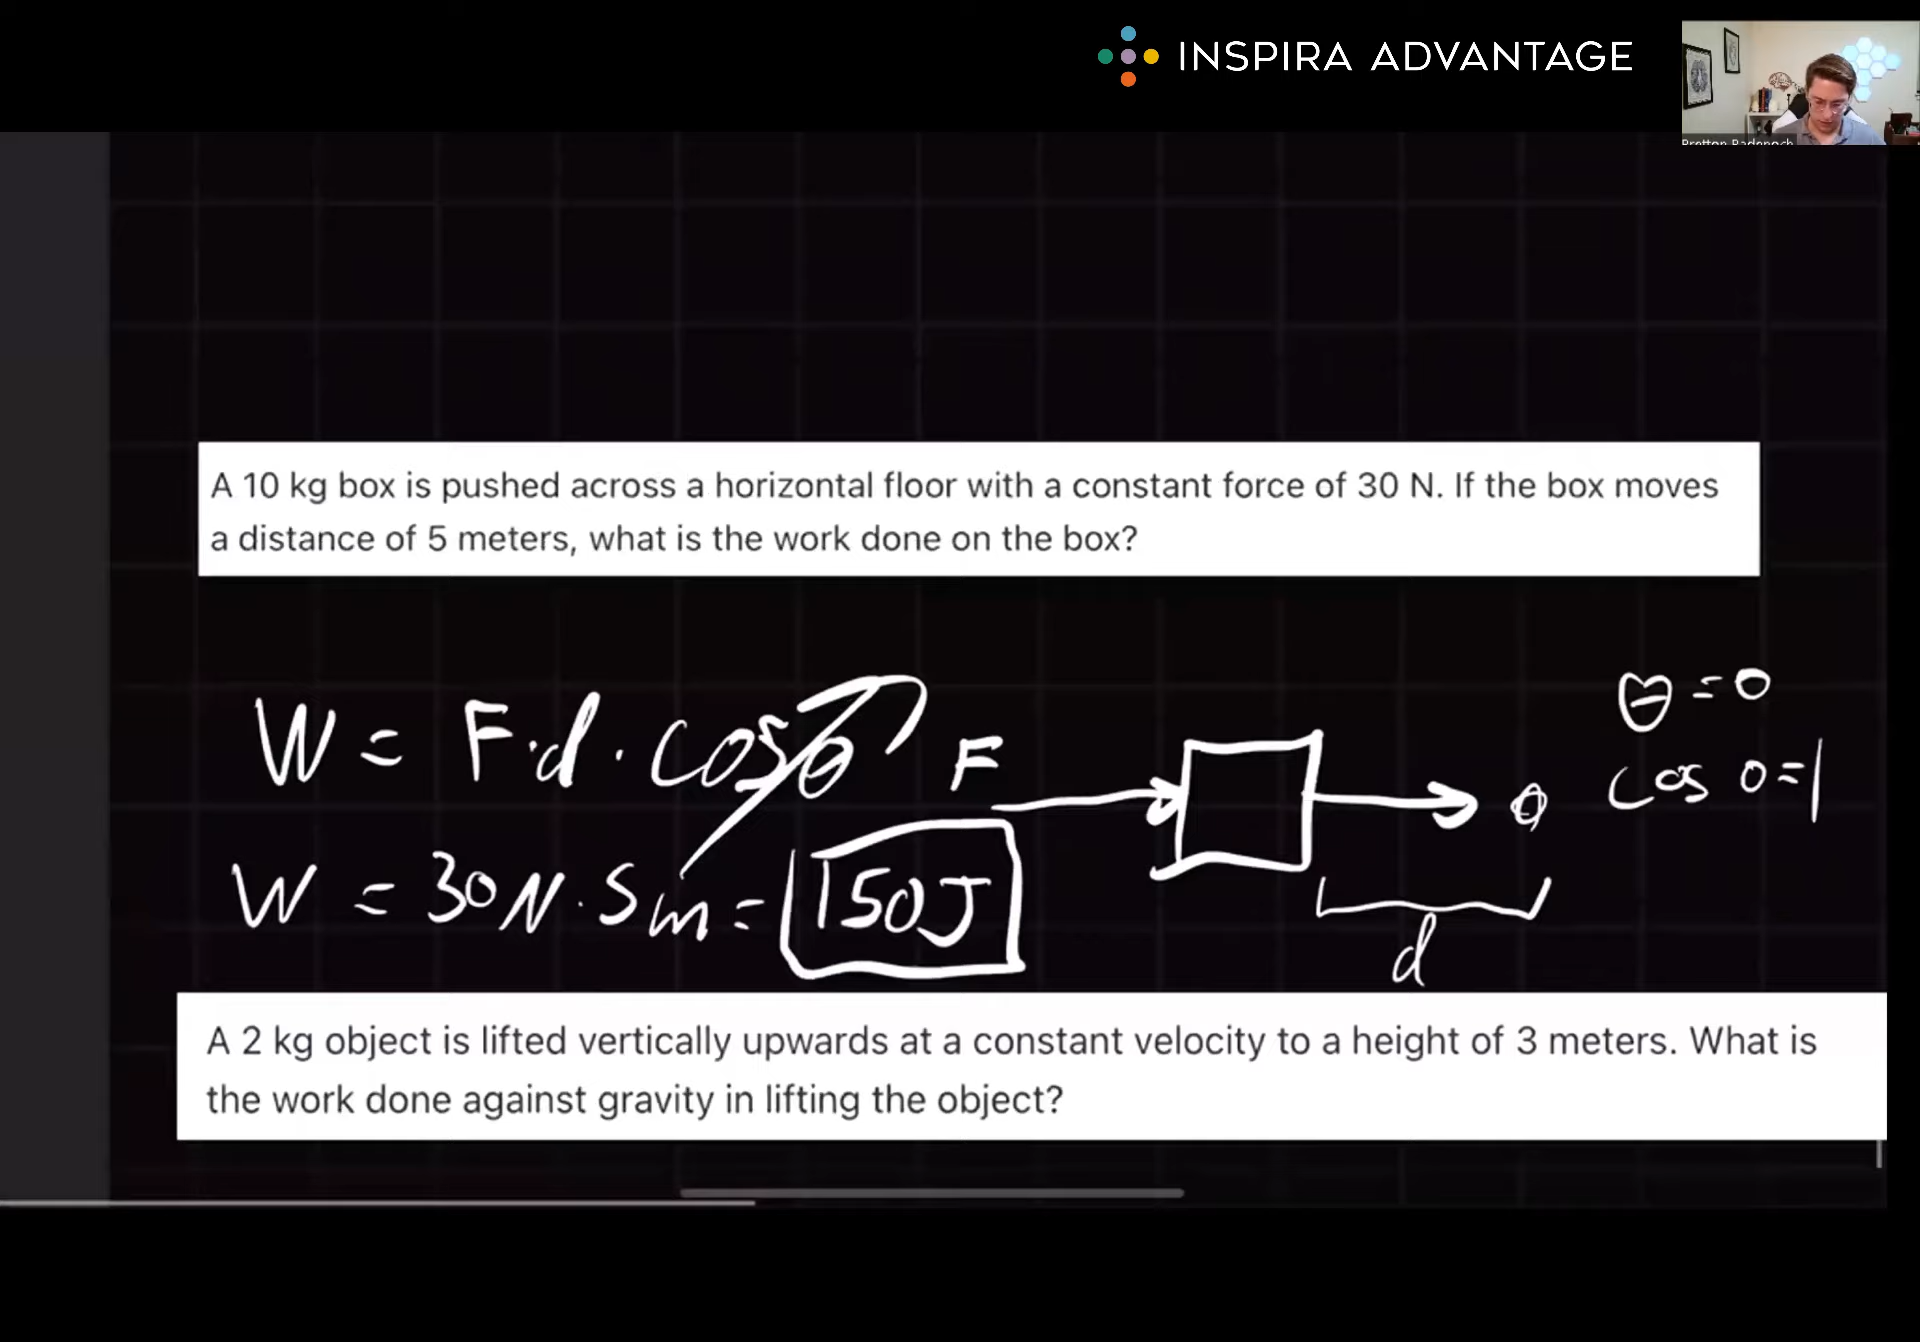 INSPIRA ADVANTAGE
Bretton Badenoch
A 10 kg box is pushed across a horizontal floor with a constant force of 30 N. If the box moves
a distance of 5 meters, what is the work done on the box?
θ = 0
W = F·d · cosθ F
cos 0 = 1
W = 30N · 5m = 150J
d
A 2 kg object is lifted vertically upwards at a constant velocity to a height of 3 meters. What is
the work done against gravity in lifting the object?